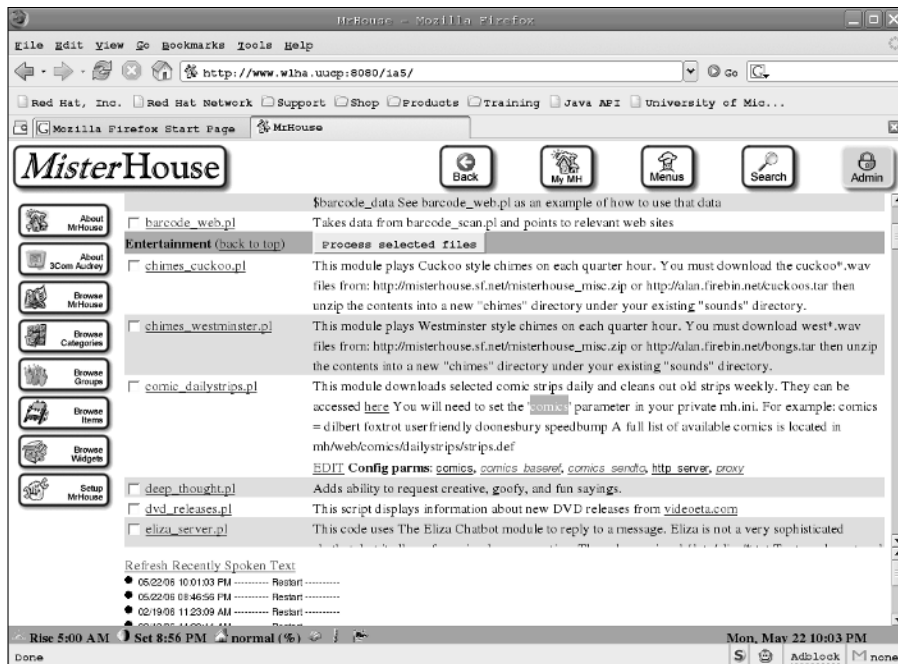 MrHouse - Mozilla Firefox
File Edit View Go Bookmarks Tools Help
http://www.wlha.uucp:8080/ia5/
Go
G
Red Hat, Inc. Red Hat Network Support Shop Products Training Java API University of Mic...
Mozilla Firefox Start Page MrHouse
MisterHouse
Back
My MH
Menus
Search
Admin
About MrHouse
About 3Com Audrey
Browse MrHouse
Browse Categories
Browse Groups
Browse Items
Browse Widgets
Setup MrHouse
$barcode_data See barcode_web.pl as an example of how to use that data
barcode_web.pl Takes data from barcode_scan.pl and points to relevant web sites
Entertainment (back to top) Process selected files
chimes_cuckoo.pl This module plays Cuckoo style chimes on each quarter hour. You must download the cuckoo*.wav
files from: http://misterhouse.sf.net/misterhouse_misc.zip or http://alan.firebin.net/cuckoos.tar then
unzip the contents into a new "chimes" directory under your existing "sounds" directory.
chimes_westminster.pl This module plays Westminster style chimes on each quarter hour. You must download west*.wav
files from: http://misterhouse.sf.net/misterhouse_misc.zip or http://alan.firebin.net/bongs.tar then unzip
the contents into a new "chimes" directory under your existing "sounds" directory.
comic_dailystrips.pl This module downloads selected comic strips daily and cleans out old strips weekly. They can be
accessed here You will need to set the 'comics' parameter in your private mh.ini. For example: comics
= dilbert foxtrot userfriendly doonesbury speedbump A full list of available comics is located in
mh/web/comics/dailystrips/strips.def
EDIT Config parms: comics, comics_baseref, comics_sendto, http_server, proxy
deep_thought.pl Adds ability to request creative, goofy, and fun sayings.
dvd_releases.pl This script displays information about new DVD releases from videoeta.com
eliza_server.pl This code uses The Eliza Chatbot module to reply to a message. Eliza is not a very sophisticated
Refresh Recently Spoken Text
05/22/06 10:01:03 PM ---------- Restart ----------
05/22/06 08:46:56 PM ---------- Restart ----------
02/19/06 11:23:09 AM ---------- Restart ----------
Rise 5:00 AM Set 8:56 PM normal (%) Mon, May 22 10:03 PM
Done Adblock none